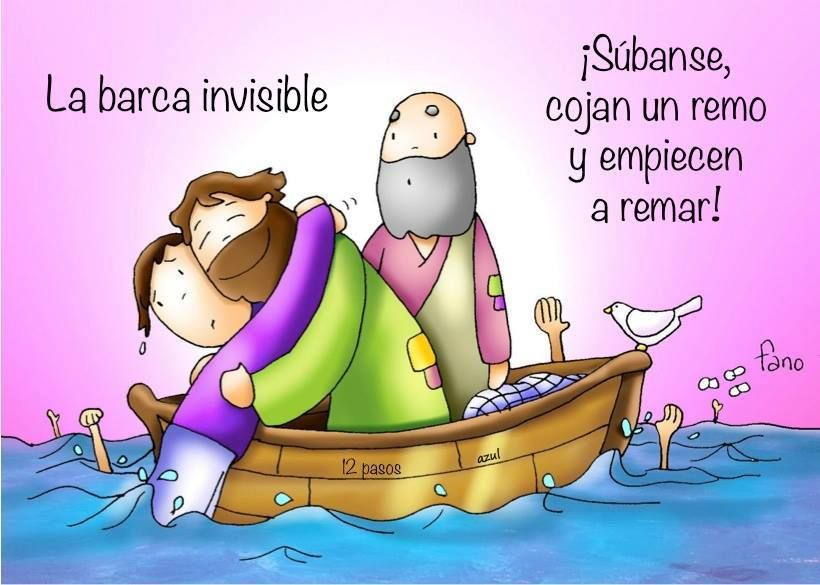 La barca invisible
¡Súbanse,
cojan un remo
y empiecen
a remar!
fano
12 pasos
azul